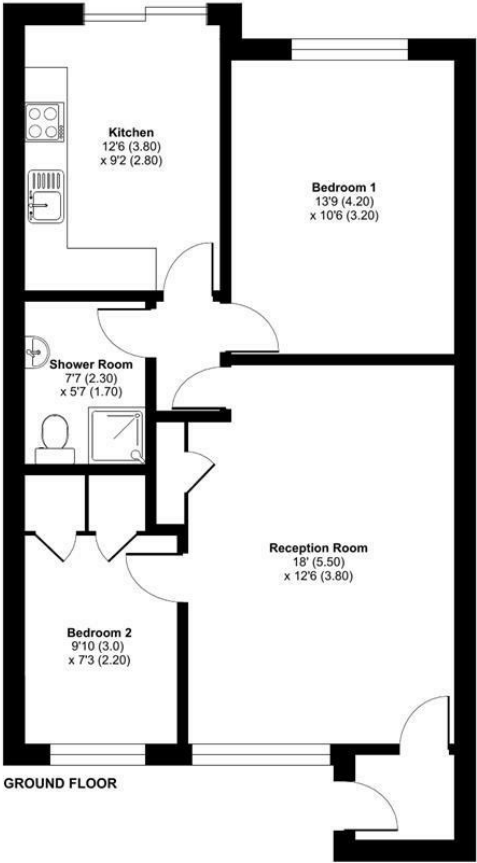 Kitchen
12'6 (3.80)
x 9'2 (2.80)
Bedroom 1
13'9 (4.20)
x 10'6 (3.20)
Shower Room
7'7 (2.30)
x 5'7 (1.70)
Reception Room
18' (5.50)
x 12'6 (3.80)
Bedroom 2
9'10 (3.0)
x 7'3 (2.20)
GROUND FLOOR